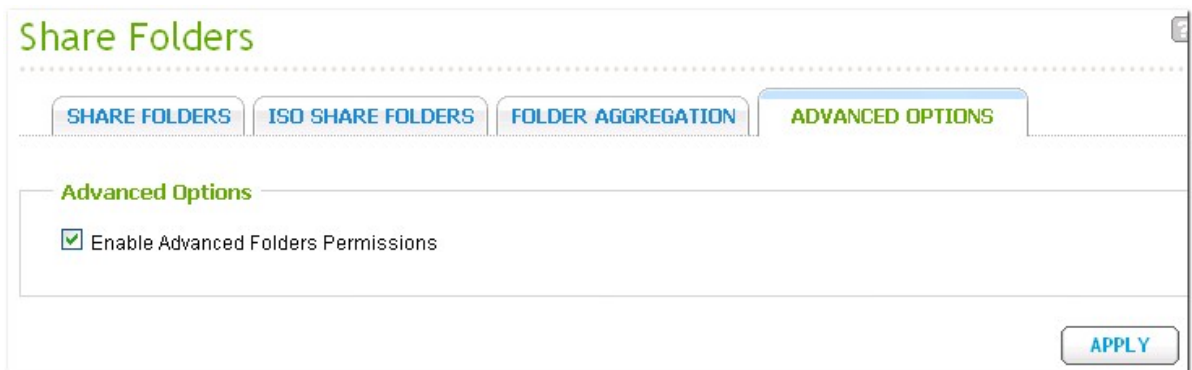 Share Folders
?
SHARE FOLDERS ISO SHARE FOLDERS FOLDER AGGREGATION ADVANCED OPTIONS
Advanced Options
Enable Advanced Folders Permissions
APPLY